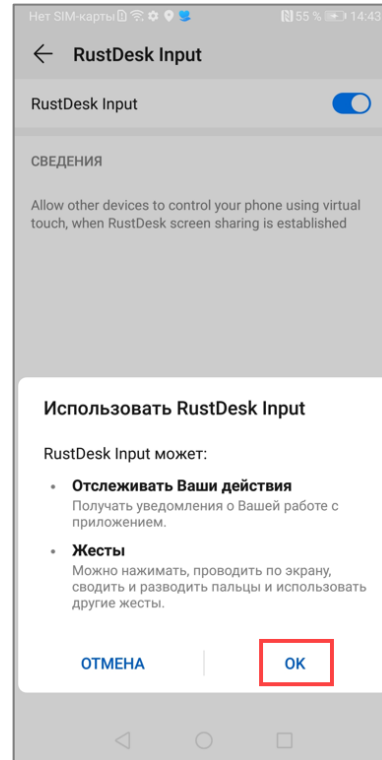 Нет SIM-карты 55 % 14:43
RustDesk Input
RustDesk Input
СВЕДЕНИЯ
Allow other devices to control your phone using virtual
touch, when RustDesk screen sharing is established
Использовать RustDesk Input
RustDesk Input может:
• Отслеживать Ваши действия
Получать уведомления о Вашей работе с
приложением.
• Жесты
Можно нажимать, проводить по экрану,
сводить и разводить пальцы и использовать
другие жесты.
ОТМЕНА OK